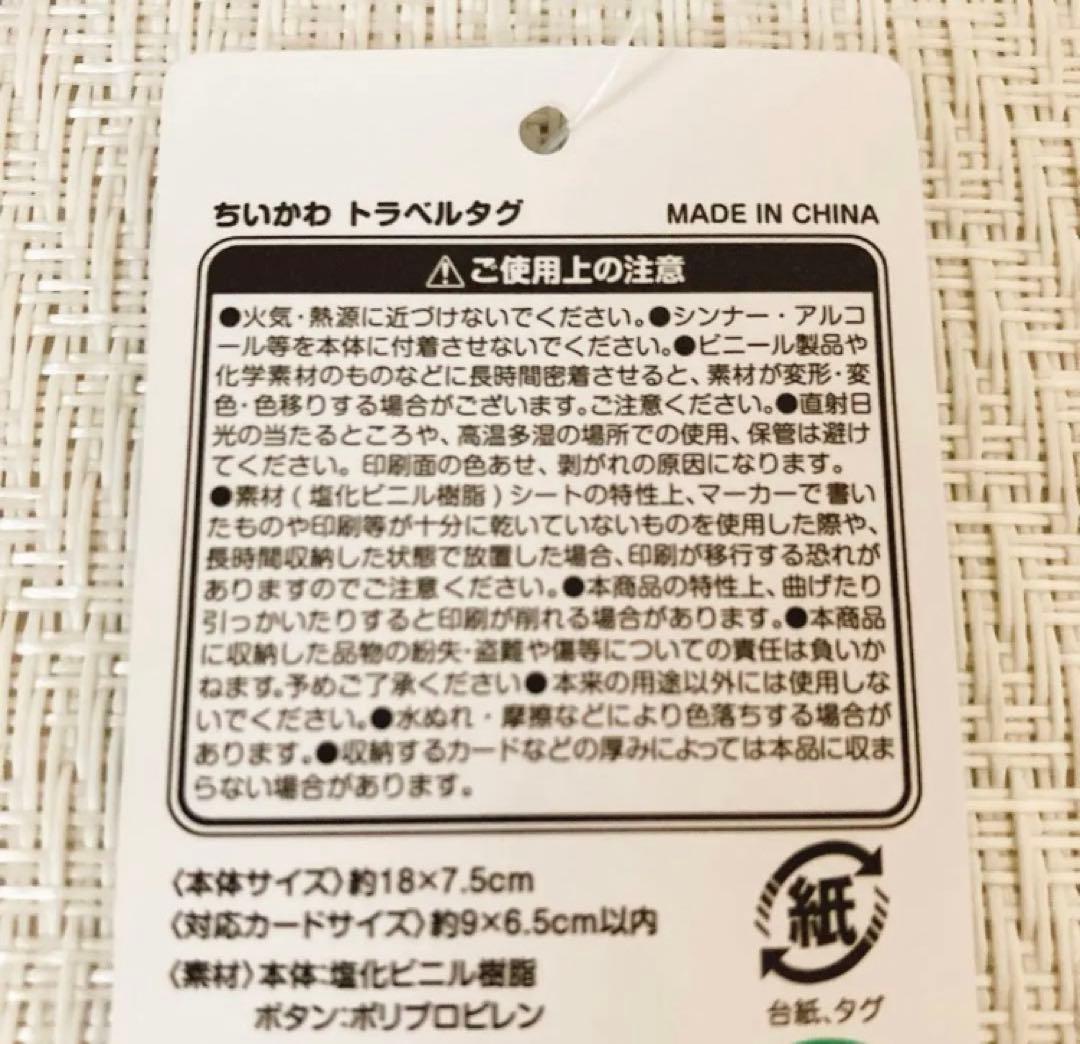 ちいかわ トラベルタグ MADE IN CHINA
⚠ご使用上の注意
●火気・熱源に近づけないでください。●シンナー・アルコ
ール等を本体に付着させないでください。●ビニール製品や
化学素材のものなどに長時間密着させると、素材が変形・変
色・色移りする場合がございます。ご注意ください。●直射日
光の当たるところや、高温多湿の場所での使用、保管は避け
てください。印刷面の色あせ、剥がれの原因になります。
●素材(塩化ビニル樹脂)シートの特性上、マーカーで書い
たものや印刷等が十分に乾いていないものを使用した際や、
長時間収納した状態で放置した場合、印刷が移行する恐れが
ありますのでご注意ください。●本商品の特性上、曲げたり
引っかいたりすると印刷が削れる場合があります。●本商品
に収納した品物の紛失・盗難や傷等についての責任は負いか
ねます。予めご了承ください●本来の用途以外には使用しな
いでください。●水ぬれ・摩擦などにより色落ちする場合が
あります。●収納するカードなどの厚みによっては本品に収ま
らない場合があります。
〈本体サイズ〉約18×7.5cm
〈対応カードサイズ〉約9×6.5cm以内
〈素材〉本体:塩化ビニル樹脂
ボタン:ポリプロピレン
紙
台紙、タグ